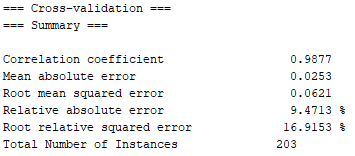 === Cross-validation ===
=== Summary ===
Correlation coefficient 0.9877
Mean absolute error 0.0253
Root mean squared error 0.0621
Relative absolute error 9.4713 %
Root relative squared error 16.9153 %
Total Number of Instances 203